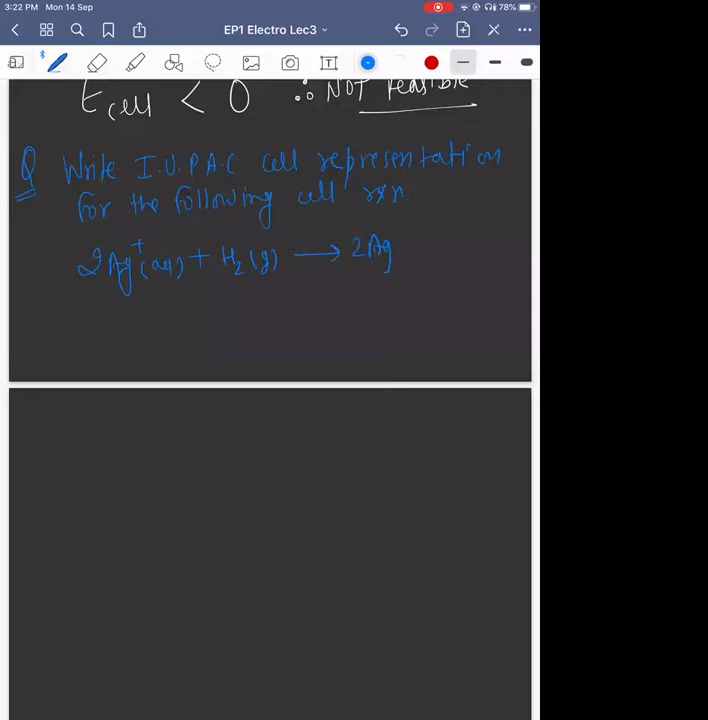 3:22 PM Mon 14 Sep
78%
EP1 Electro Lec3
T
Ecell < 0 ∴ NOT feasible
Q Write I.U.P.A.C cell representation
for the following cell rxn.
2Ag⁺(aq) + H₂(g) → 2Ag